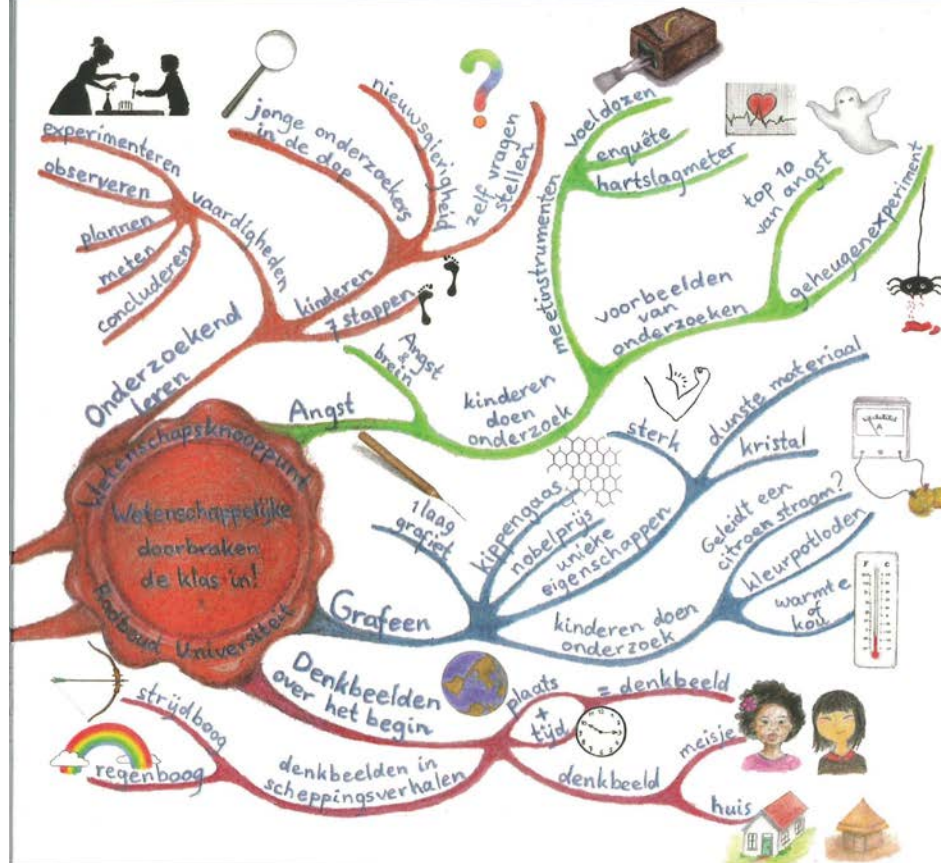 Wetenschapsknooppunt
Wetenschappelijke
doorbraken
de klas in!
Radboud Universiteit
Onderzoekend
leren
vaardigheden
experimenteren
observeren
plannen
meten
concluderen
kinderen
jonge onderzoekers
in de dop
nieuwsgierigheid
zelf vragen
stellen
7 stappen
Angst
Angst
&
brein
kinderen
doen
onderzoek
meetinstrumenten
voeldozen
enquête
hartslagmeter
voorbeelden
van
onderzoeken
top 10
van angst
geheugenexperiment
Grafeen
1 laag
grafiet
kippengaas
nobelprijs
unieke
eigenschappen
sterk
dunste materiaal
kristal
kinderen doen
onderzoek
Geleidt een
citroen stroom?
kleurpotloden
warmte
of
kou
A
F C
Denkbeelden
over
het begin
plaats
+
tijd
= denkbeeld
denkbeeld
meisje
huis
denkbeelden in
scheppingsverhalen
strijdboog
regenboog